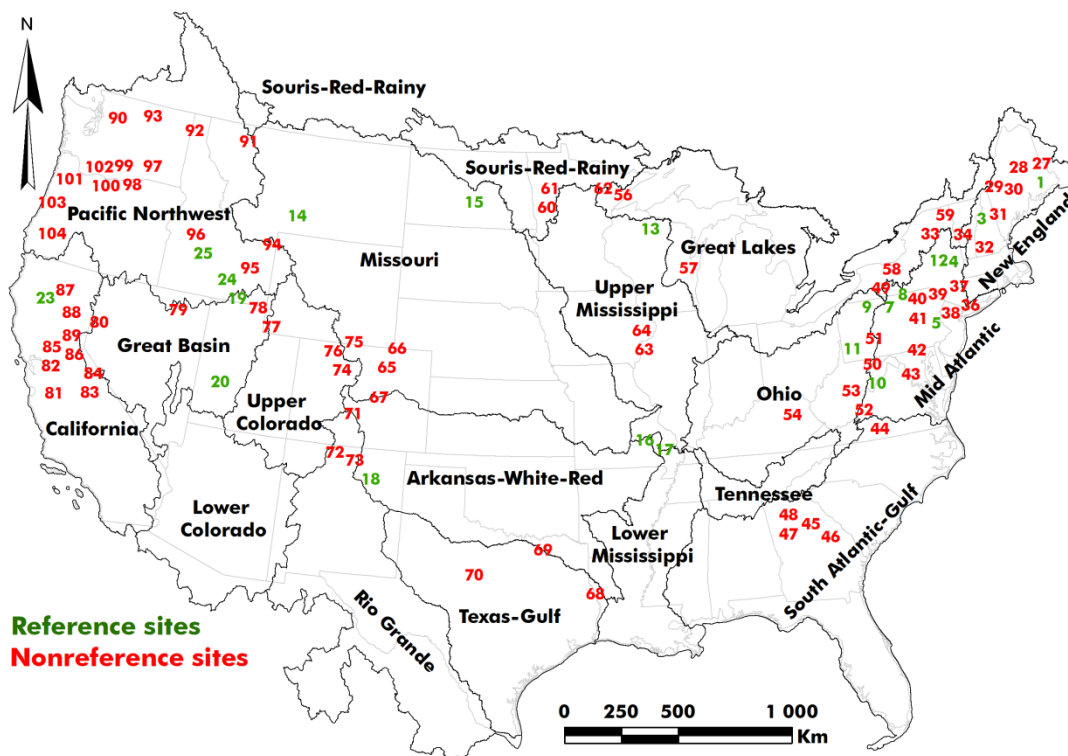 N
Souris-Red-Rainy
90 93 92 91
102 99 97
101 100 98
103
Pacific Northwest
104
96
25
94
95
24
14
15
Souris-Red-Rainy
61 62 56
60
13
Great Lakes
57
Missouri
Upper
Mississippi
64
63
28 27
29 30 1
59 3 31
33 34 32
124
New England
58
49 9 7 8 40 39 37
36
38
41 5
51
11
42
50
43
10
Mid Atlantic
53
Ohio
54
52
44
23 87
88
80
89
85 86
82
84
81 83
California
79
19
78
77
Great Basin
20
75
76 66
74 65
67
Upper
Colorado
71
72 73
18
16
17
Arkansas-White-Red
Lower
Colorado
Tennessee
48 45
47 46
South Atlantic-Gulf
Lower
Mississippi
69
70
68
Texas-Gulf
Rio Grande
Reference sites
Nonreference sites
0 250 500 1 000
Km